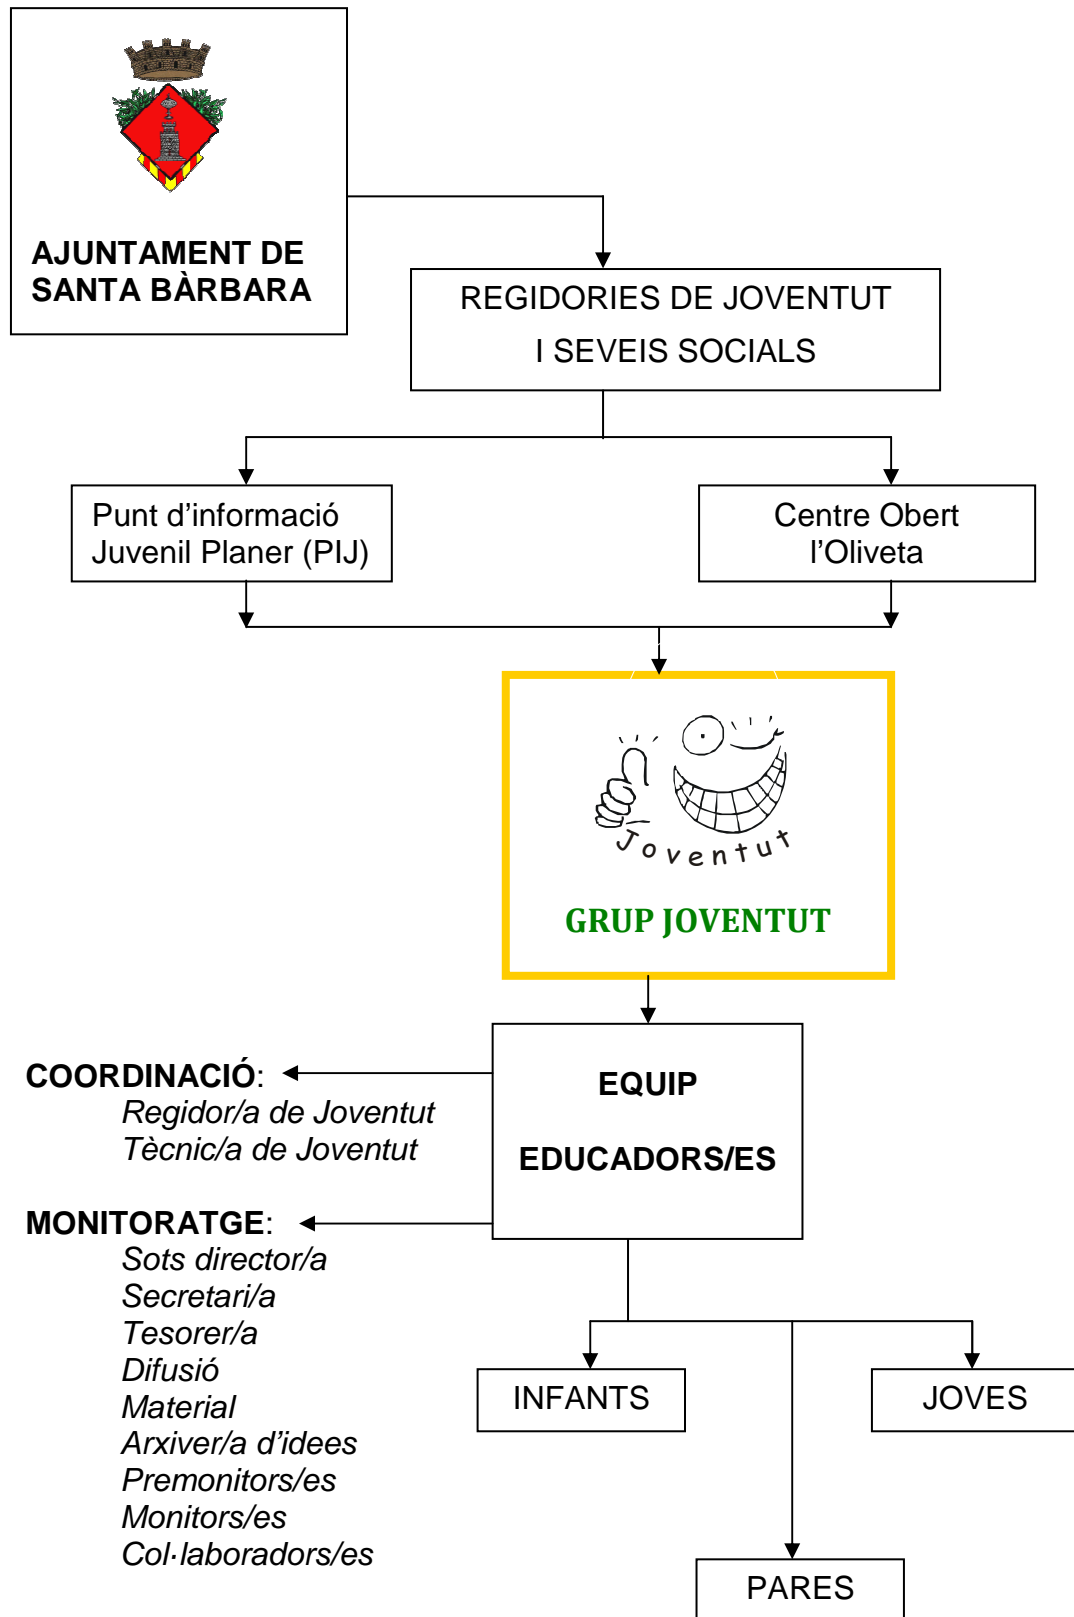 AJUNTAMENT DE
SANTA BÀRBARA
REGIDORIES DE JOVENTUT
I SEVEIS SOCIALS
Punt d’informació
Juvenil Planer (PIJ)
Centre Obert
l’Oliveta
Joventut
GRUP JOVENTUT
EQUIP
EDUCADORS/ES
COORDINACIÓ:
Regidor/a de Joventut
Tècnic/a de Joventut
MONITORATGE:
Sots director/a
Secretari/a
Tesorer/a
Difusió
Material
Arxiver/a d’idees
Premonitors/es
Monitors/es
Col·laboradors/es
INFANTS
JOVES
PARES